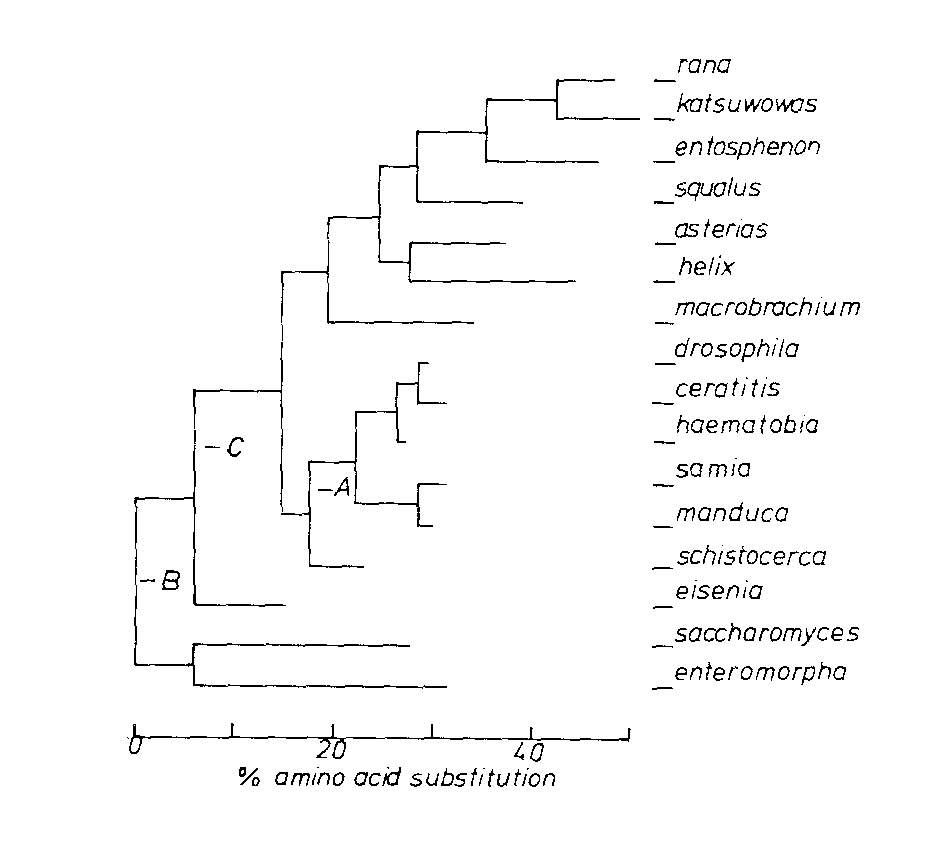 rana
katsuwowas
entosphenon
squalus
asterias
helix
macrobrachium
drosophila
ceratitis
haematobia
- C
samia
- A
manduca
schistocerca
- B
eisenia
saccharomyces
enteromorpha
0 20 40
% amino acid substitution